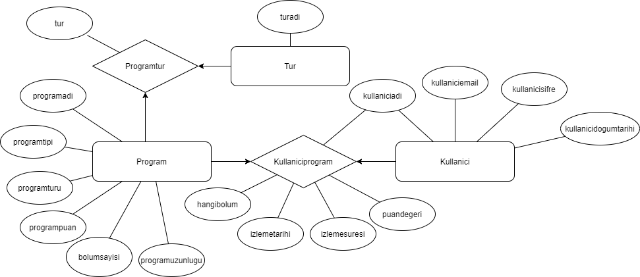 turadi
tur
Programtur
Tur
programadi
kullaniciadi
kullaniciemail
kullanicisifre
kullanicidogumtarihi
programtipi
Program
Kullaniciprogram
Kullanici
programturu
hangibolum
puandegeri
programpuan
izlemetarihi
izlemesuresi
bolumsayisi
programuzunlugu